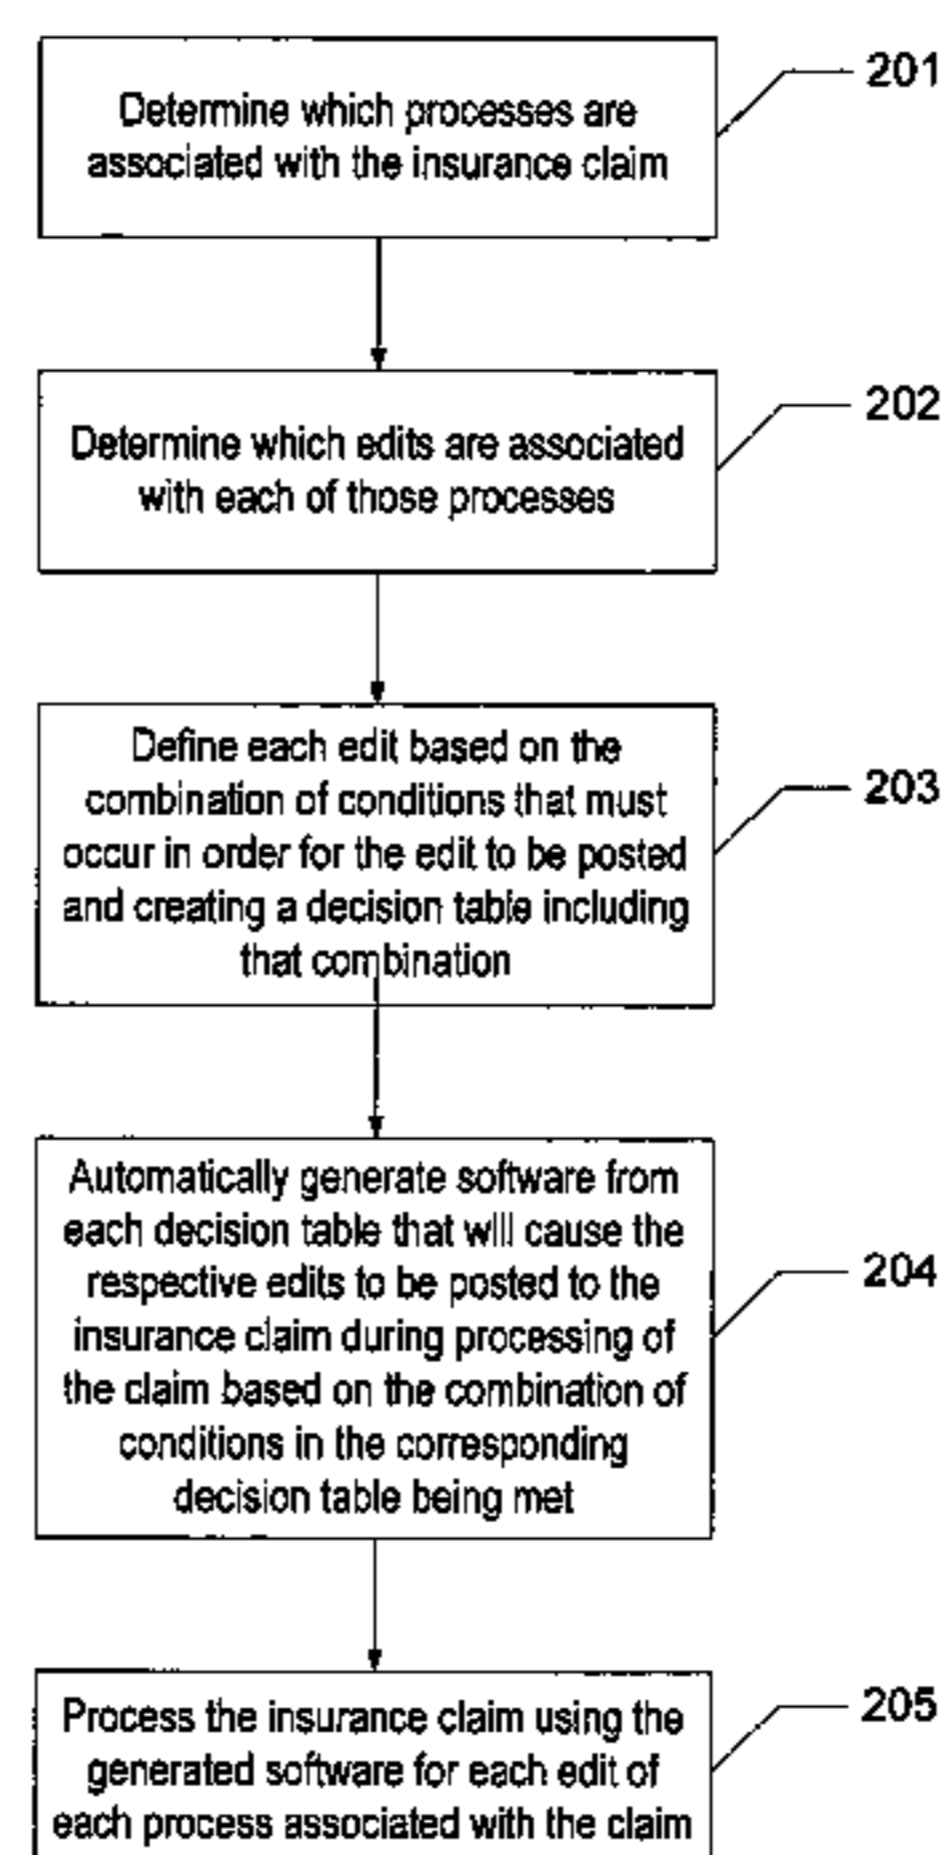 201
Determine which processes are
associated with the insurance claim
202
Determine which edits are associated
with each of those processes
Define each edit based on the
203
combination of conditions that must
occur in order for the edit to be posted
and creating a decision table including
that combination
Automatically generate software from
each decision table that will cause the
204
respective edits to be posted to the
insurance claim during processing of
the claim based on the combination of
conditions in the corresponding
decision table being met
205
Process the insurance claim using the
generated software for each edit of
each process associated with the claim